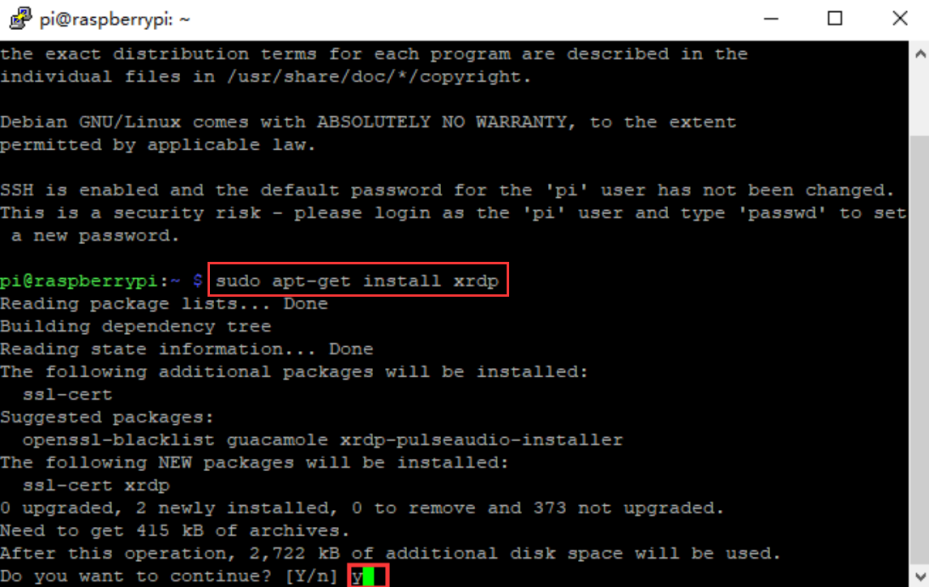 pi@raspberrypi: ~
the exact distribution terms for each program are described in the
individual files in /usr/share/doc/*/copyright.
Debian GNU/Linux comes with ABSOLUTELY NO WARRANTY, to the extent
permitted by applicable law.
SSH is enabled and the default password for the 'pi' user has not been changed.
This is a security risk - please login as the 'pi' user and type 'passwd' to set
a new password.
pi@raspberrypi:~ $ sudo apt-get install xrdp
Reading package lists... Done
Building dependency tree
Reading state information... Done
The following additional packages will be installed:
ssl-cert
Suggested packages:
openssl-blacklist guacamole xrdp-pulseaudio-installer
The following NEW packages will be installed:
ssl-cert xrdp
0 upgraded, 2 newly installed, 0 to remove and 373 not upgraded.
Need to get 415 kB of archives.
After this operation, 2,722 kB of additional disk space will be used.
Do you want to continue? [Y/n] y